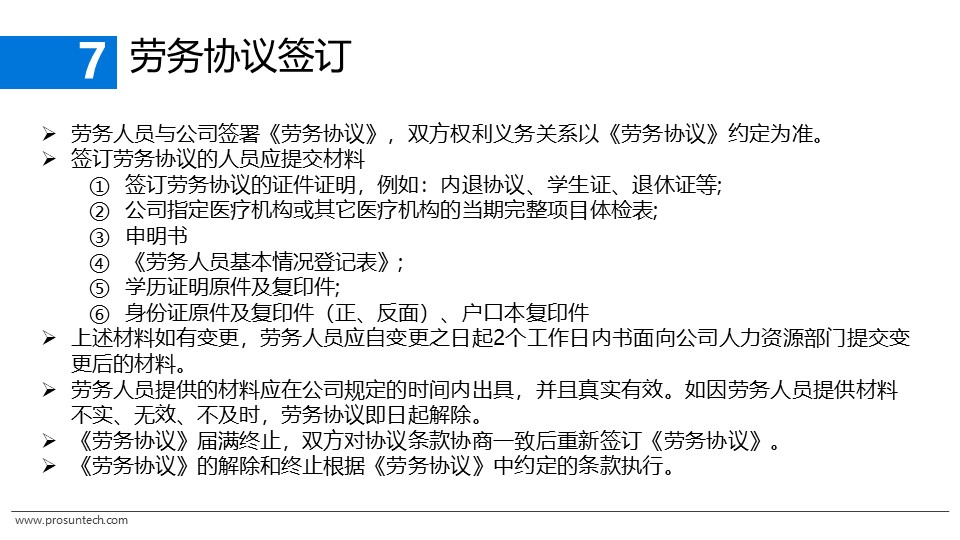 7 劳务协议签订
➢ 劳务人员与公司签署《劳务协议》，双方权利义务关系以《劳务协议》约定为准。
➢ 签订劳务协议的人员应提交材料
① 签订劳务协议的证件证明，例如：内退协议、学生证、退休证等;
② 公司指定医疗机构或其它医疗机构的当期完整项目体检表;
③ 申明书
④ 《劳务人员基本情况登记表》;
⑤ 学历证明原件及复印件;
⑥ 身份证原件及复印件（正、反面）、户口本复印件
➢ 上述材料如有变更，劳务人员应自变更之日起2个工作日内书面向公司人力资源部门提交变
更后的材料。
➢ 劳务人员提供的材料应在公司规定的时间内出具，并且真实有效。如因劳务人员提供材料
不实、无效、不及时，劳务协议即日起解除。
➢ 《劳务协议》届满终止，双方对协议条款协商一致后重新签订《劳务协议》。
➢ 《劳务协议》的解除和终止根据《劳务协议》中约定的条款执行。
www.prosuntech.com